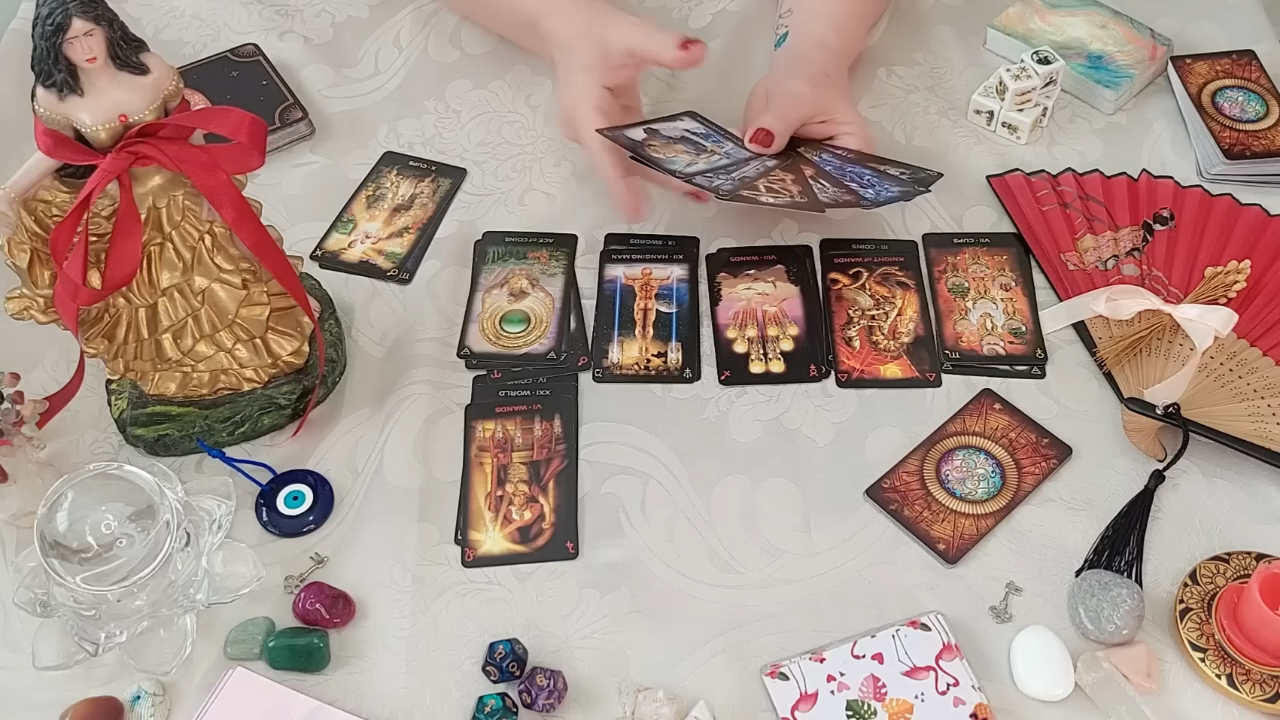 X • CUPS
ACE of COINS
IX • SWORDS
XII • HANGING MAN
VIII • WANDS
III • COINS
KNIGHT of WANDS
VII • CUPS
IV • COINS
XXI • WORLD
VI • WANDS